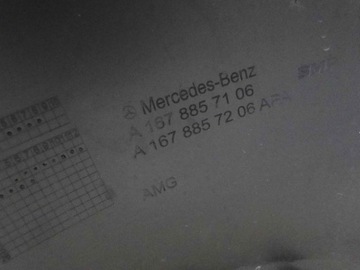 Mercedes-Benz
A 167 885 71 06
A 167 885 72 06
AMG